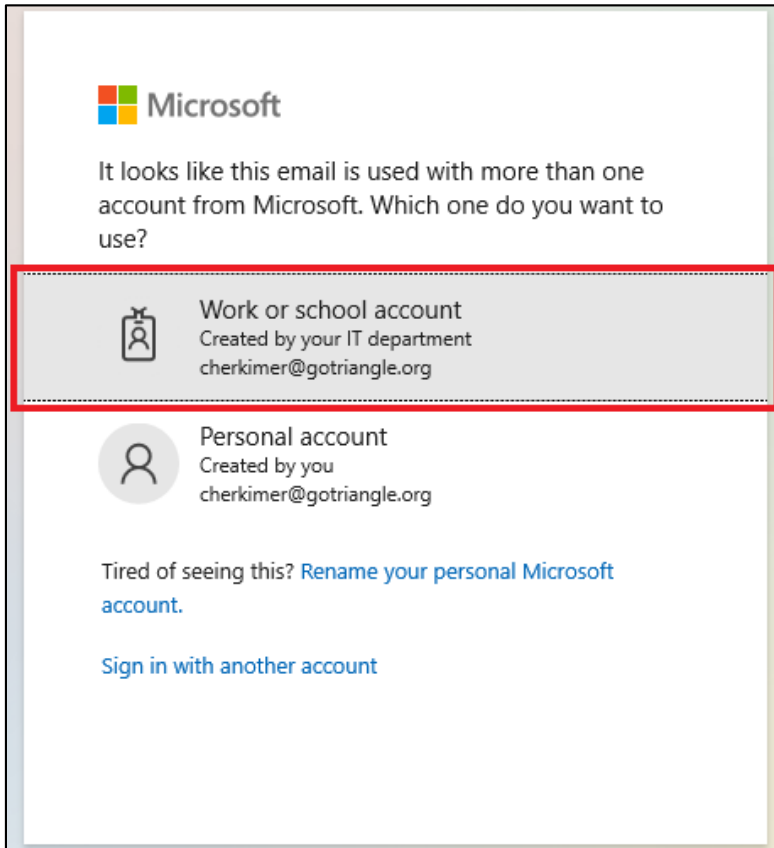 Microsoft
It looks like this email is used with more than one
account from Microsoft. Which one do you want to
use?
Work or school account
Created by your IT department
cherkimer@gotriangle.org
Personal account
Created by you
cherkimer@gotriangle.org
Tired of seeing this? Rename your personal Microsoft
account.
Sign in with another account